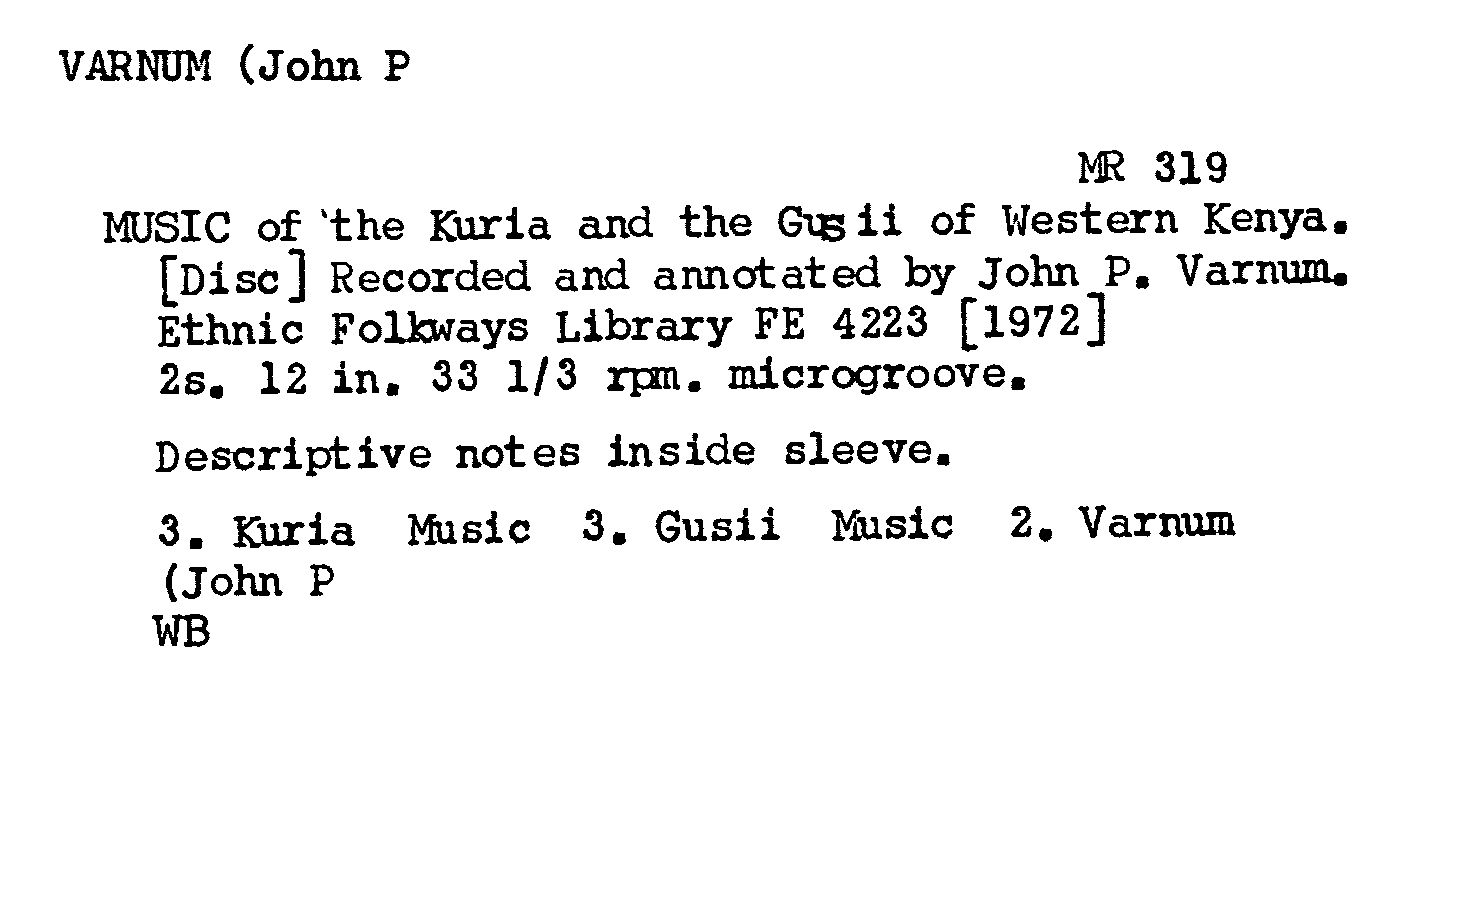 VARNUM (John P
MR 319
MUSIC of the Kuria and the Gusii of Western Kenya.
[Disc] Recorded and annotated by John P. Varnum.
Ethnic Folkways Library FE 4223 [1972]
2s. 12 in. 33 1/3 rpm. microgroove.
Descriptive notes inside sleeve.
3. Kuria Music 3. Gusii Music 2. Varnum
(John P
WB